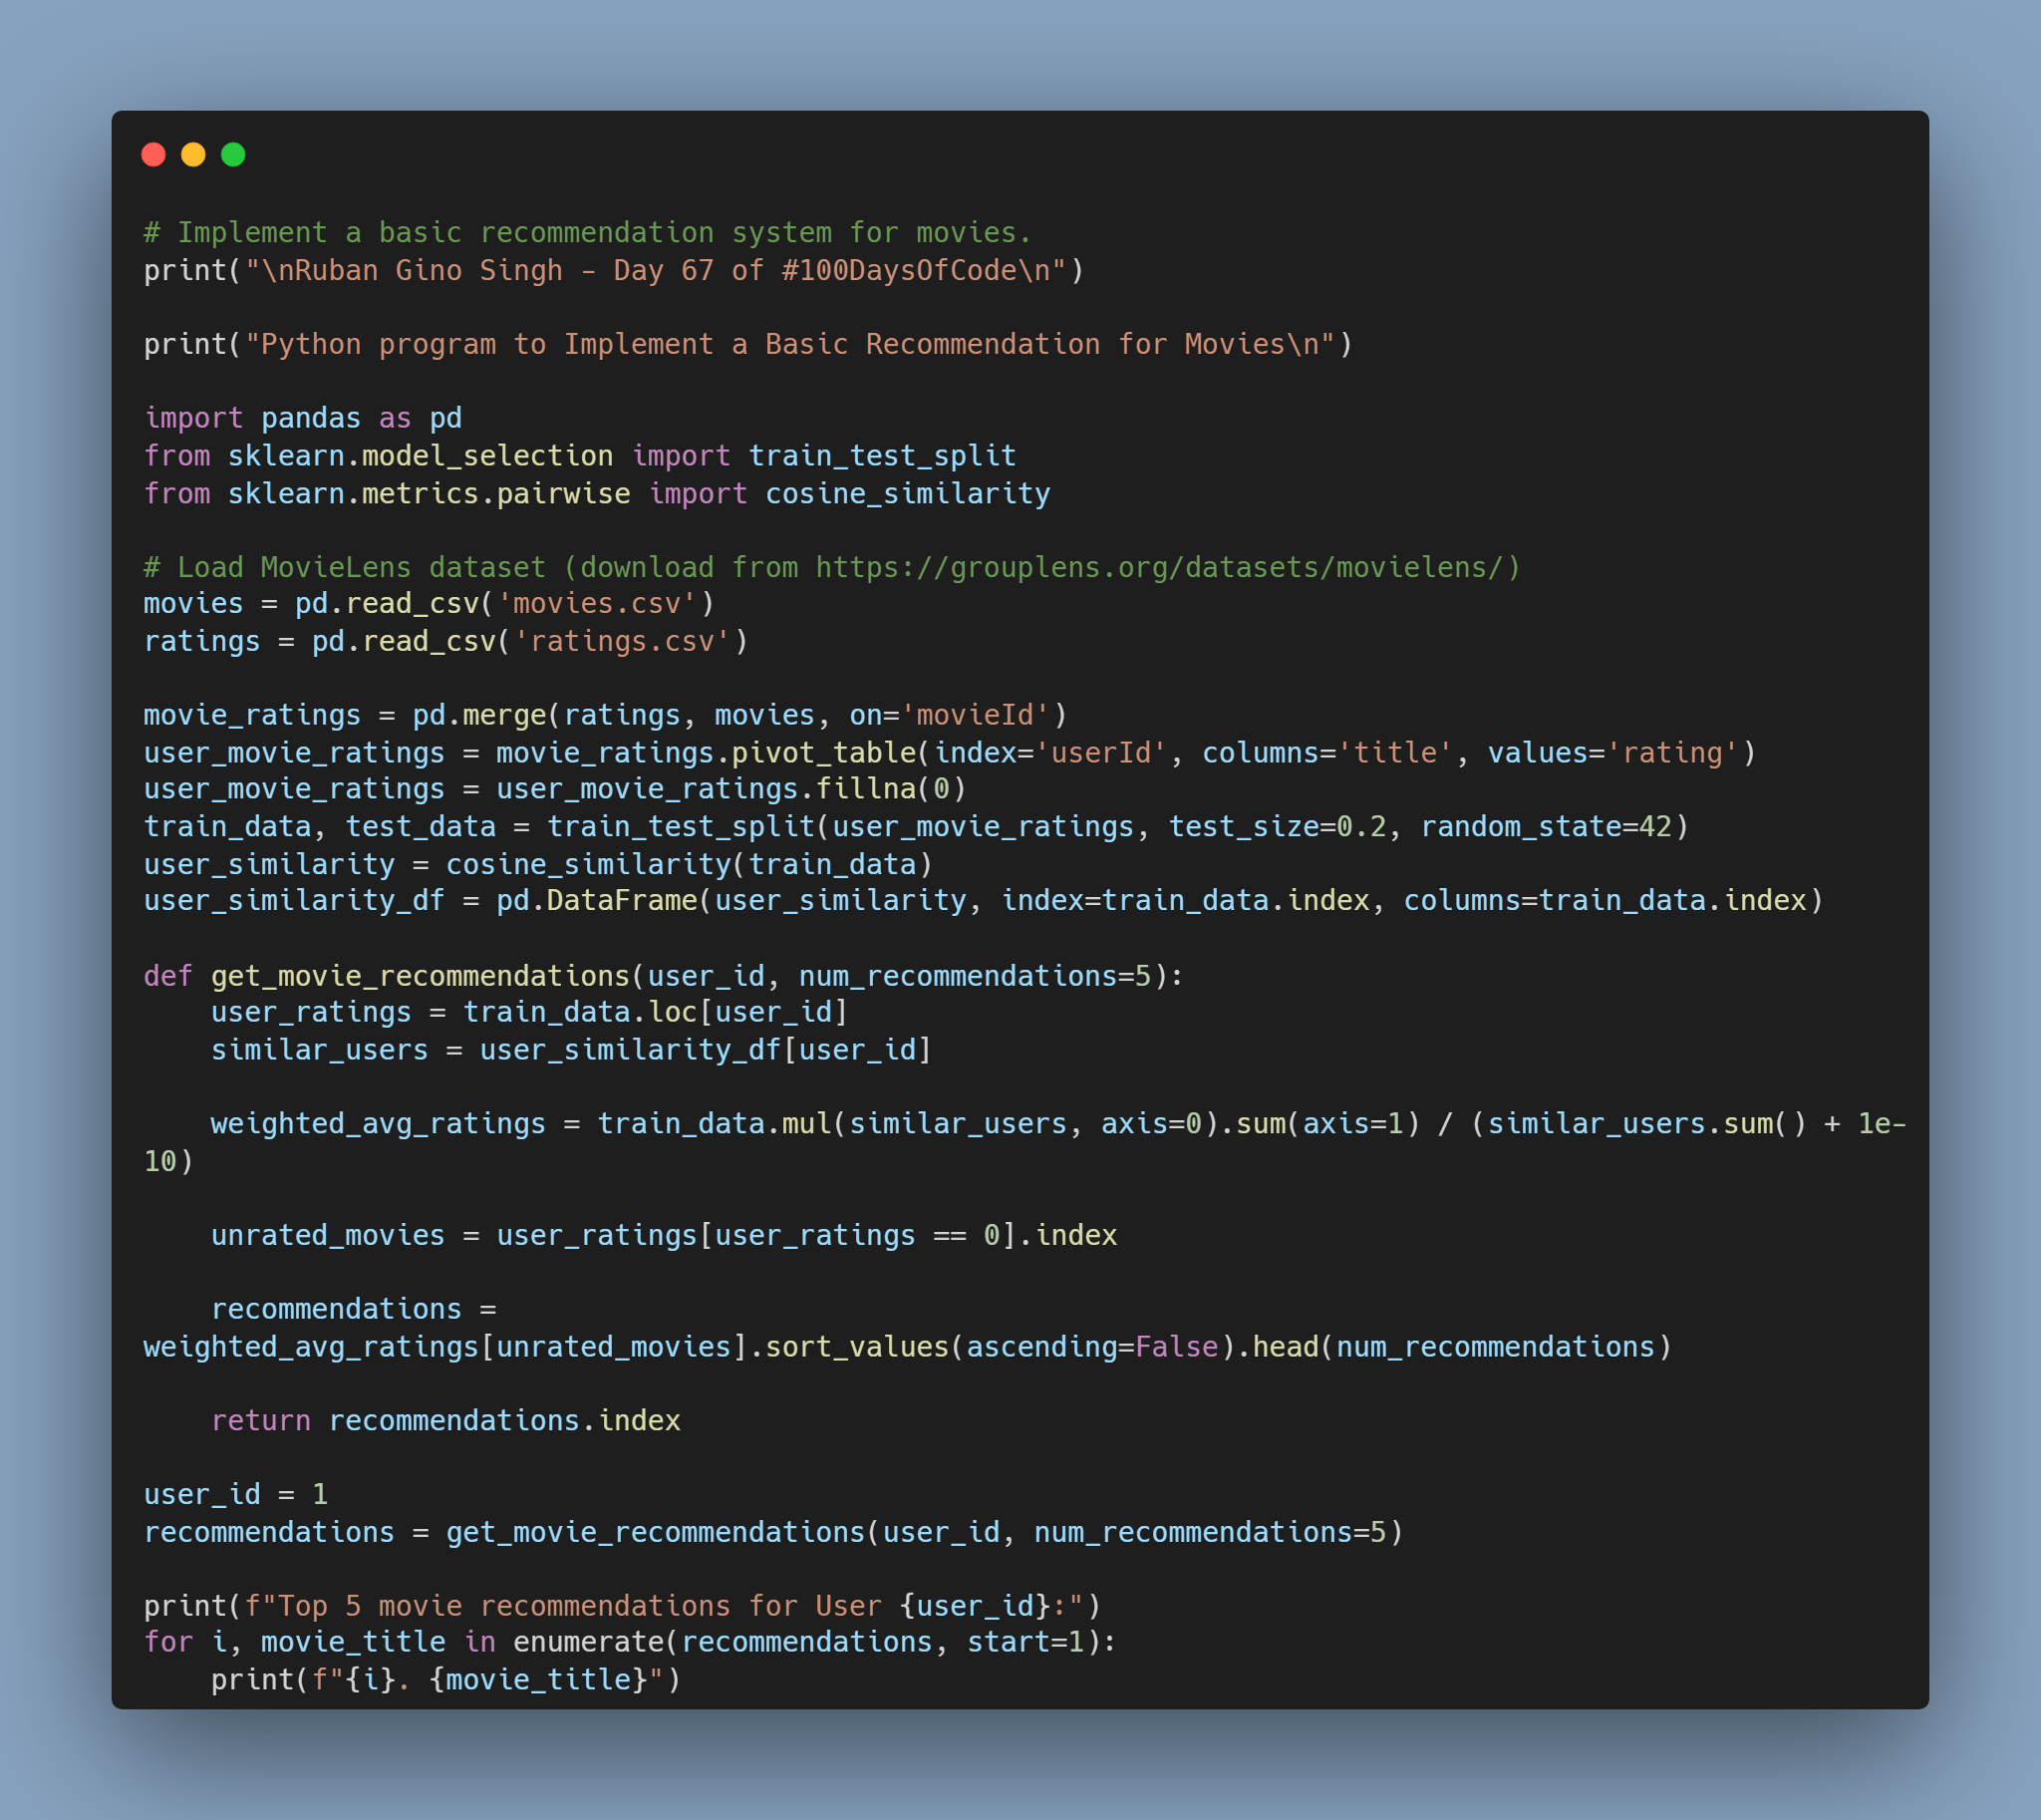 # Implement a basic recommendation system for movies.
print("\nRuban Gino Singh - Day 67 of #100DaysOfCode\n")

print("Python program to Implement a Basic Recommendation for Movies\n")

import pandas as pd
from sklearn.model_selection import train_test_split
from sklearn.metrics.pairwise import cosine_similarity

# Load MovieLens dataset (download from https://grouplens.org/datasets/movielens/)
movies = pd.read_csv('movies.csv')
ratings = pd.read_csv('ratings.csv')

movie_ratings = pd.merge(ratings, movies, on='movieId')
user_movie_ratings = movie_ratings.pivot_table(index='userId', columns='title', values='rating')
user_movie_ratings = user_movie_ratings.fillna(0)
train_data, test_data = train_test_split(user_movie_ratings, test_size=0.2, random_state=42)
user_similarity = cosine_similarity(train_data)
user_similarity_df = pd.DataFrame(user_similarity, index=train_data.index, columns=train_data.index)

def get_movie_recommendations(user_id, num_recommendations=5):
    user_ratings = train_data.loc[user_id]
    similar_users = user_similarity_df[user_id]

    weighted_avg_ratings = train_data.mul(similar_users, axis=0).sum(axis=1) / (similar_users.sum() + 1e-
10)

    unrated_movies = user_ratings[user_ratings == 0].index

    recommendations =
weighted_avg_ratings[unrated_movies].sort_values(ascending=False).head(num_recommendations)

    return recommendations.index

user_id = 1
recommendations = get_movie_recommendations(user_id, num_recommendations=5)

print(f"Top 5 movie recommendations for User {user_id}:")
for i, movie_title in enumerate(recommendations, start=1):
    print(f"{i}. {movie_title}")